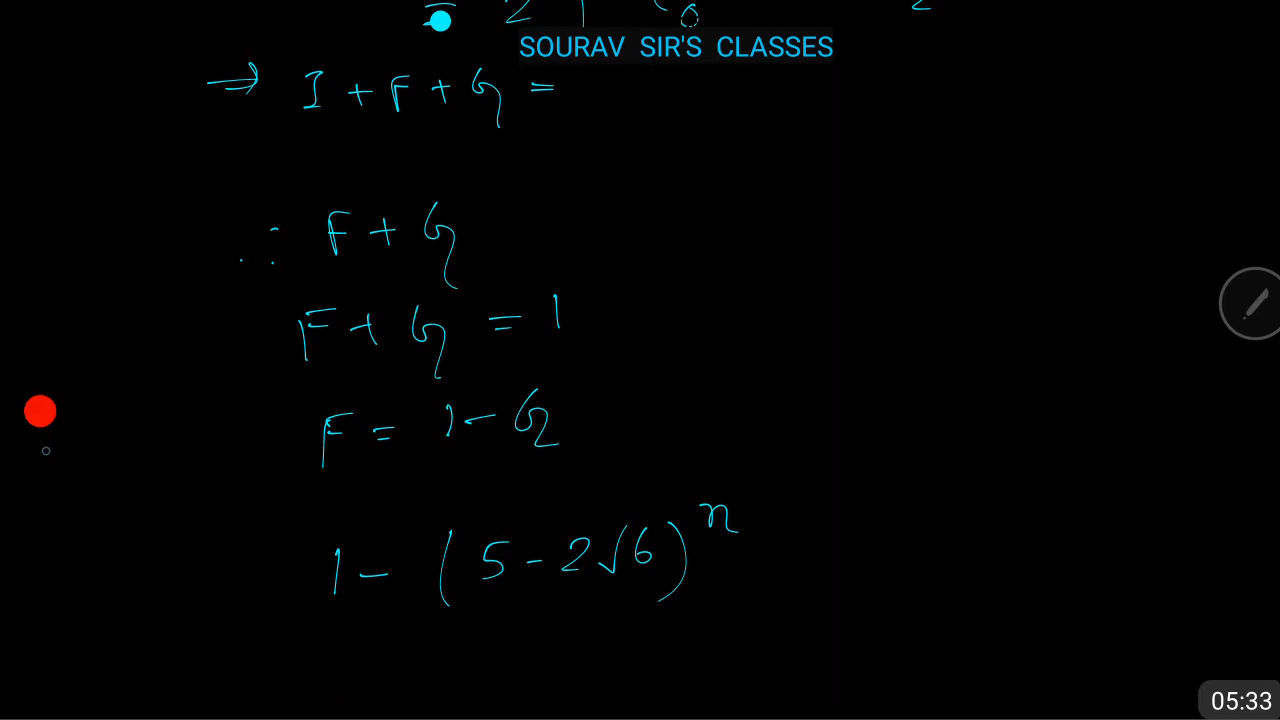 SOURAV SIR'S CLASSES
⇒ I + F + G =
∴ F + G
F + G = 1
F = 1 - G
1 - (5 - 2√6)^n
05:33